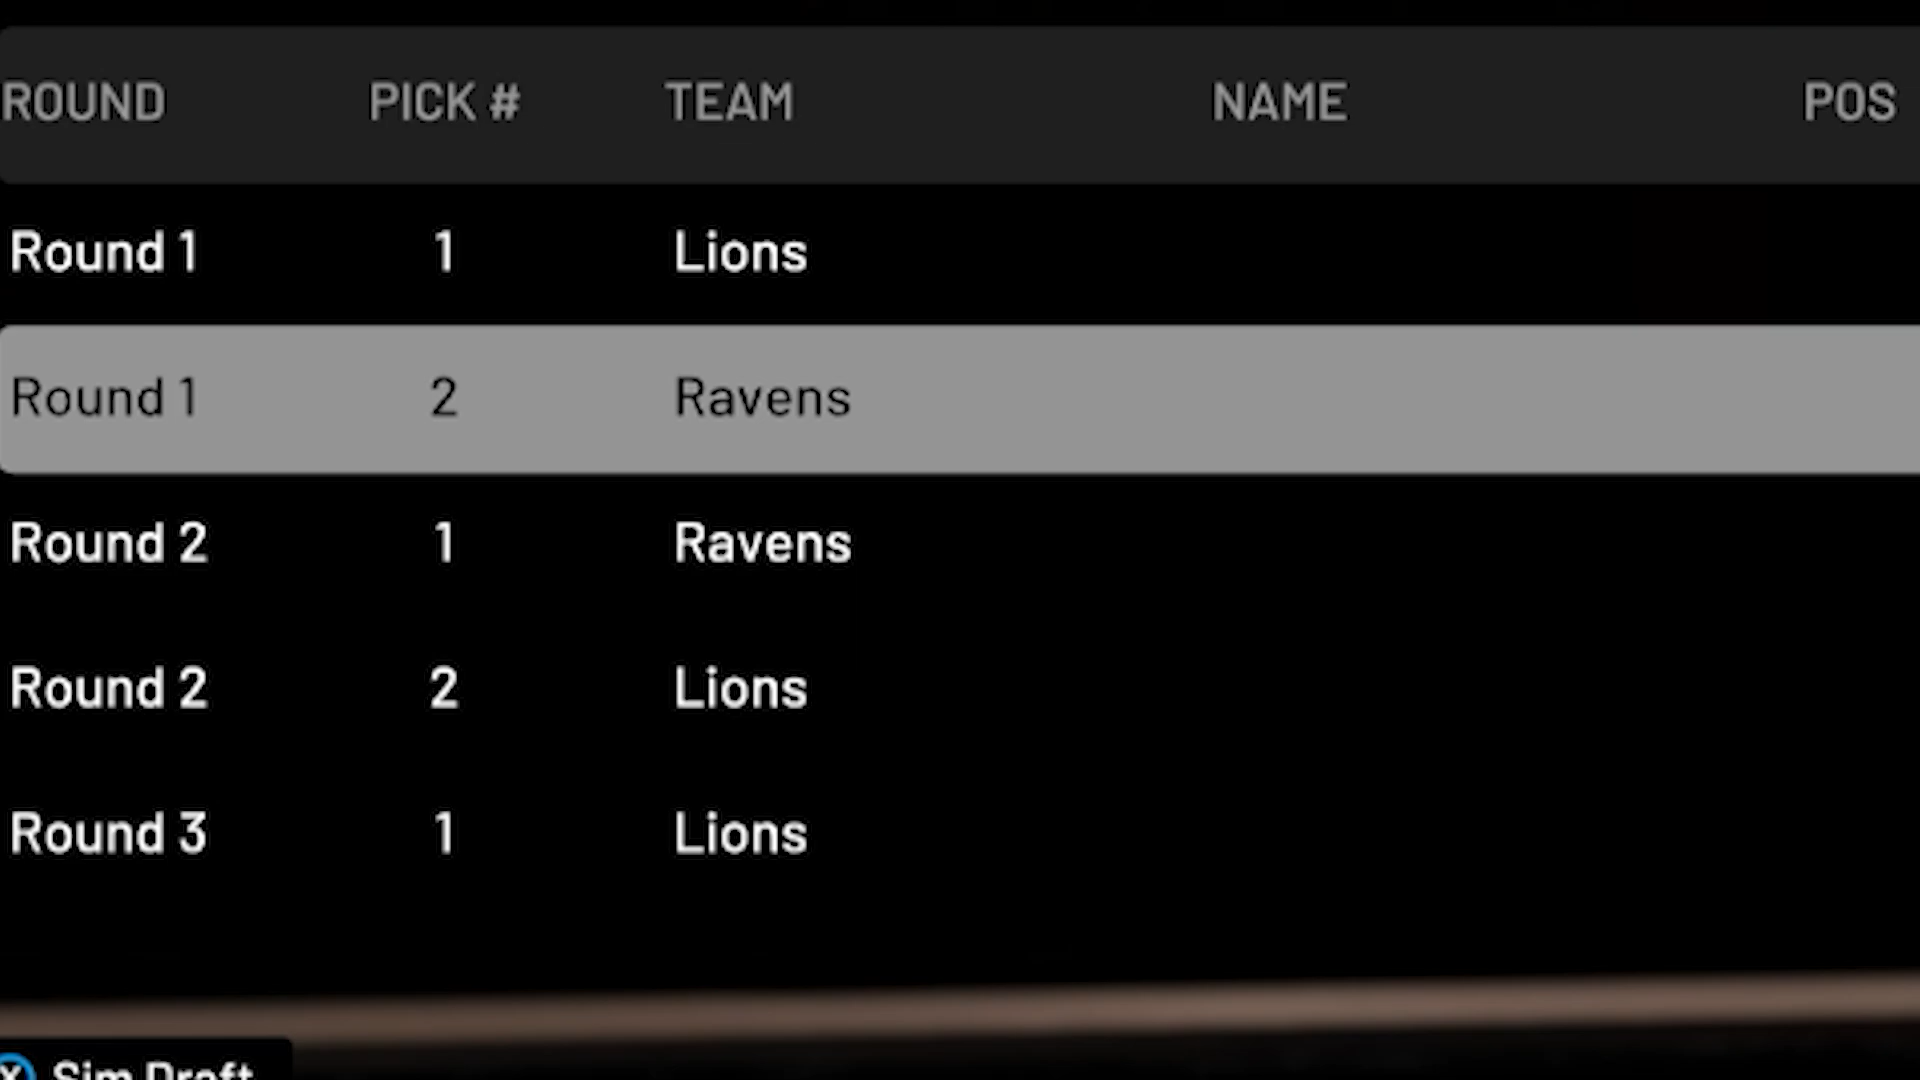 ROUND PICK # TEAM NAME POS
Round 1 1 Lions
Round 1 2 Ravens
Round 2 1 Ravens
Round 2 2 Lions
Round 3 1 Lions
X Sim Draft